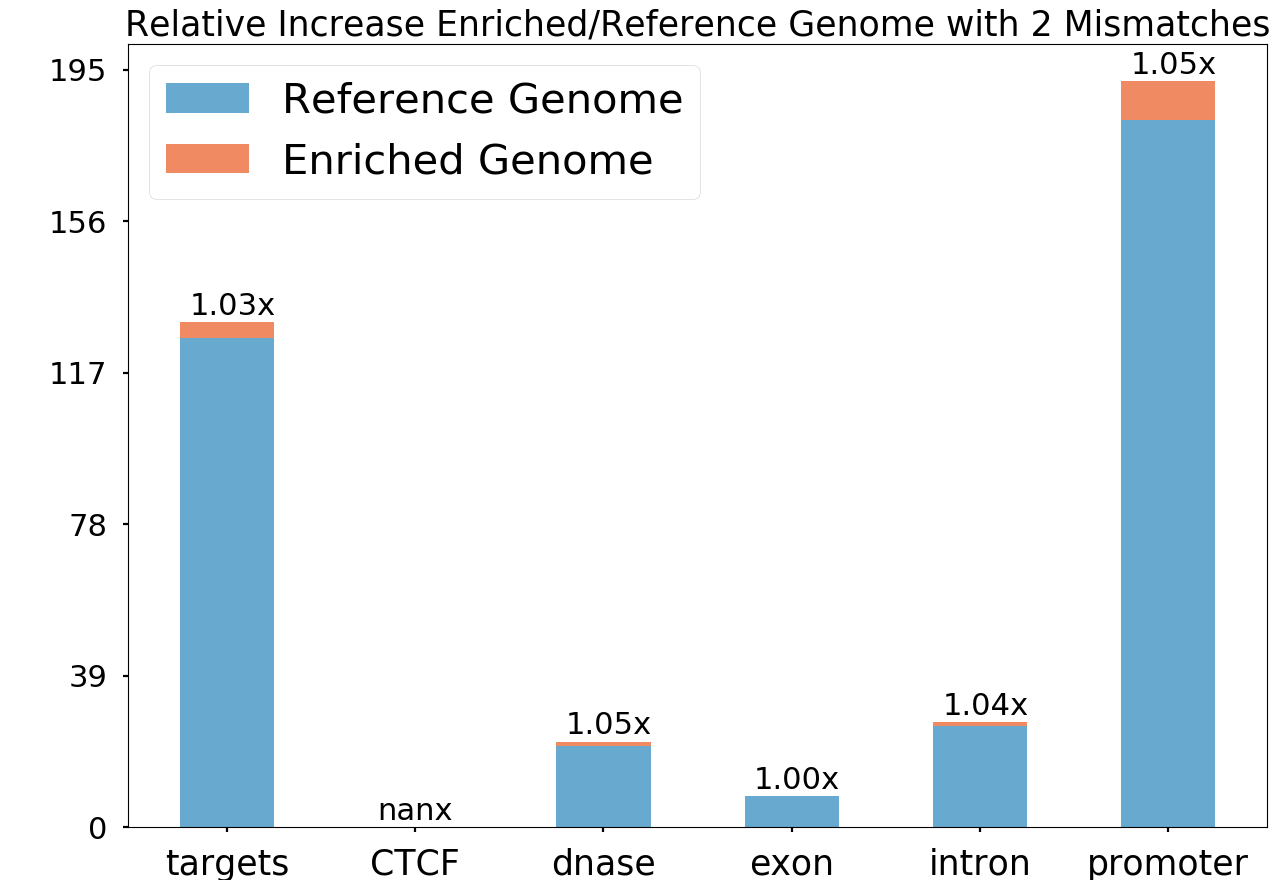 Relative Increase Enriched/Reference Genome with 2 Mismatches
195
156
117
78
39
0
Reference Genome
Enriched Genome
1.03x
nanx
1.05x
1.00x
1.04x
1.05x
targets
CTCF
dnase
exon
intron
promoter